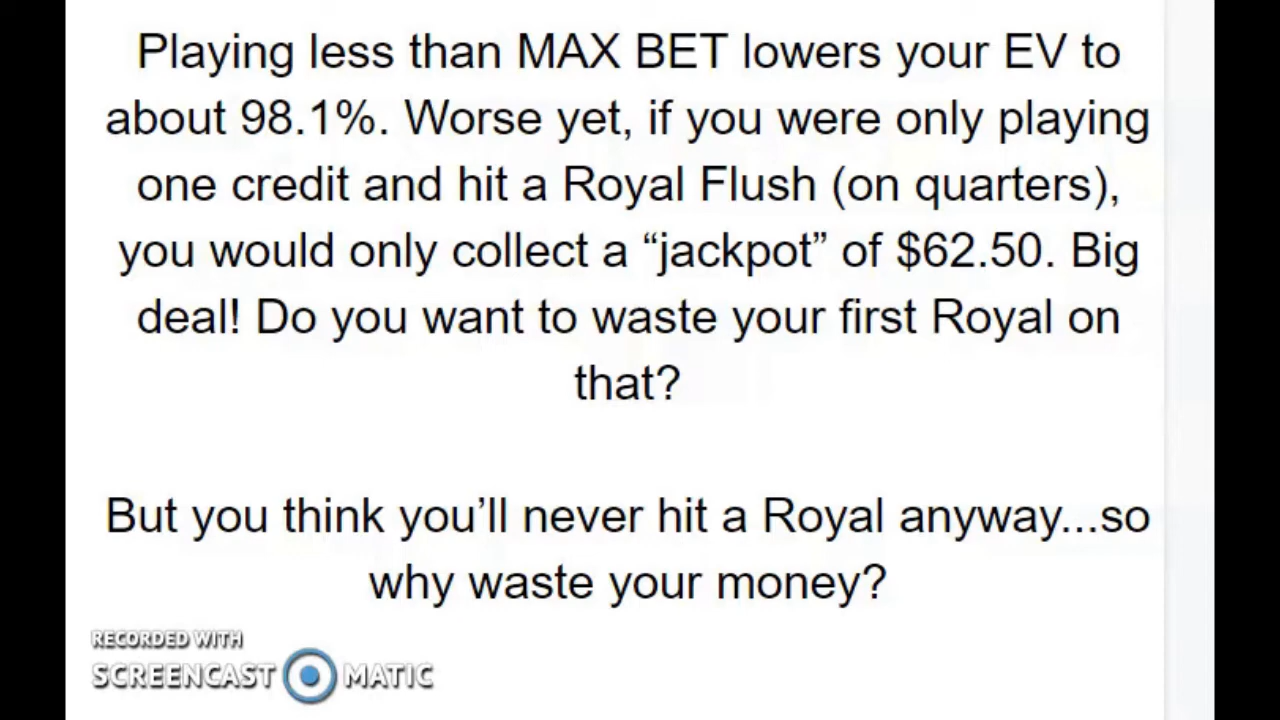 Playing less than MAX BET lowers your EV to
about 98.1%. Worse yet, if you were only playing
one credit and hit a Royal Flush (on quarters),
you would only collect a “jackpot” of $62.50. Big
deal! Do you want to waste your first Royal on
that?
But you think you’ll never hit a Royal anyway...so
why waste your money?
RECORDED WITH
SCREENCAST MATIC